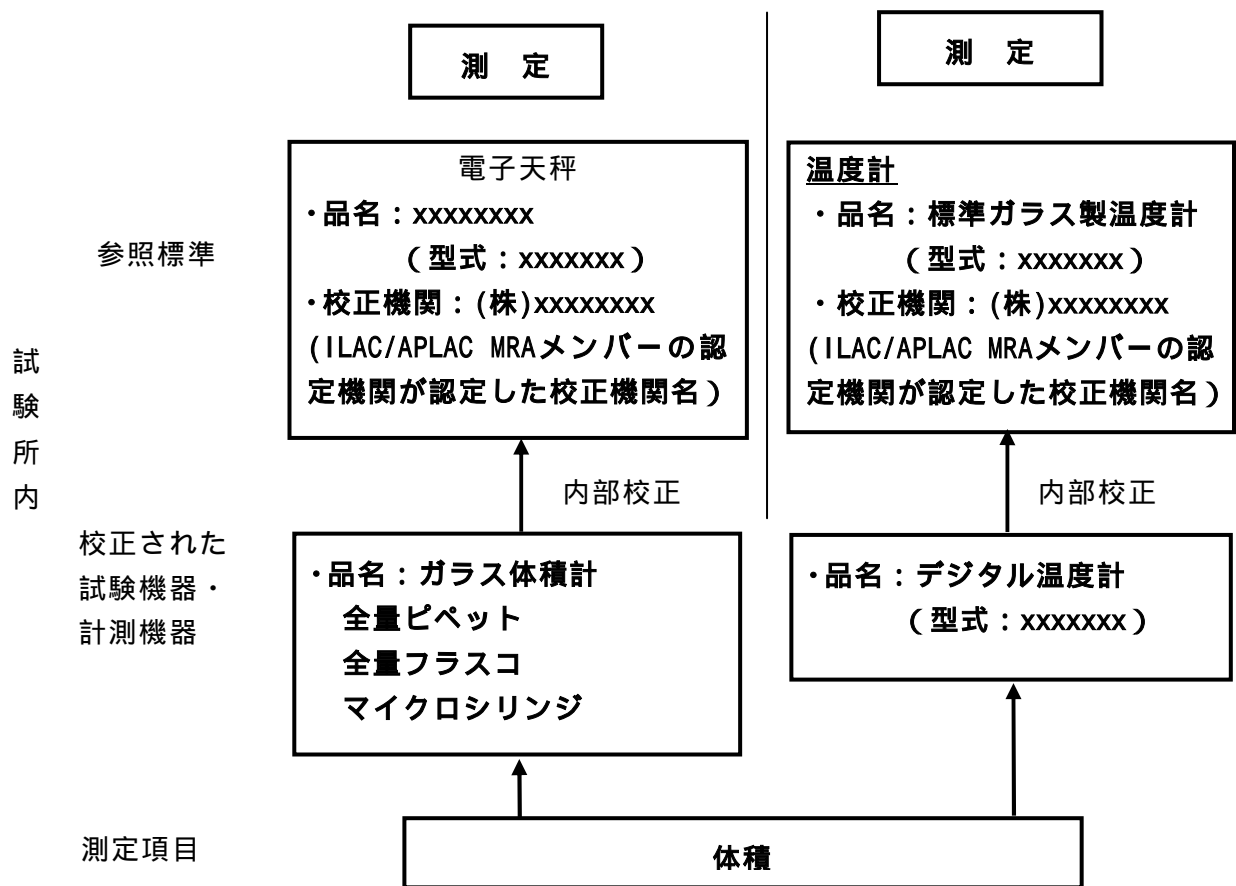 測 定
測 定
参照標準
電子天秤
・品名：xxxxxxxx
（型式：xxxxxxx）
・校正機関：(株)xxxxxxxx
(ILAC/APLAC MRAメンバーの認
定機関が認定した校正機関名）
温度計
・品名：標準ガラス製温度計
（型式：xxxxxxx）
・校正機関：(株)xxxxxxxx
(ILAC/APLAC MRAメンバーの認
定機関が認定した校正機関名）
試
験
所
内
内部校正
内部校正
校正された
試験機器・
計測機器
・品名：ガラス体積計
全量ピペット
全量フラスコ
マイクロシリンジ
・品名：デジタル温度計
（型式：xxxxxxx）
測定項目
体積